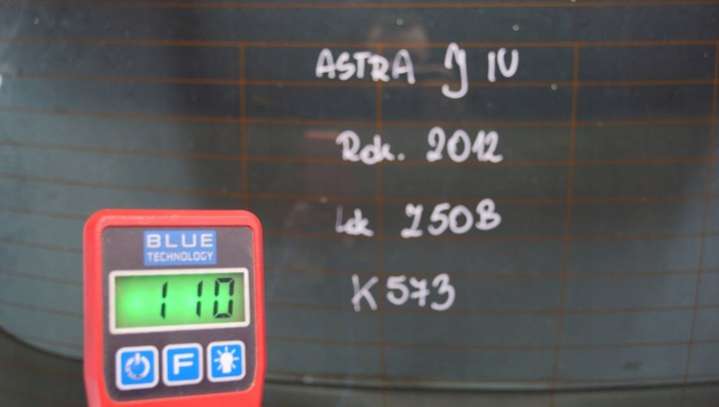 ASTRA J IV
Rok. 2012
Lak Z50B
K573
BLUE
TECHNOLOGY
110
F